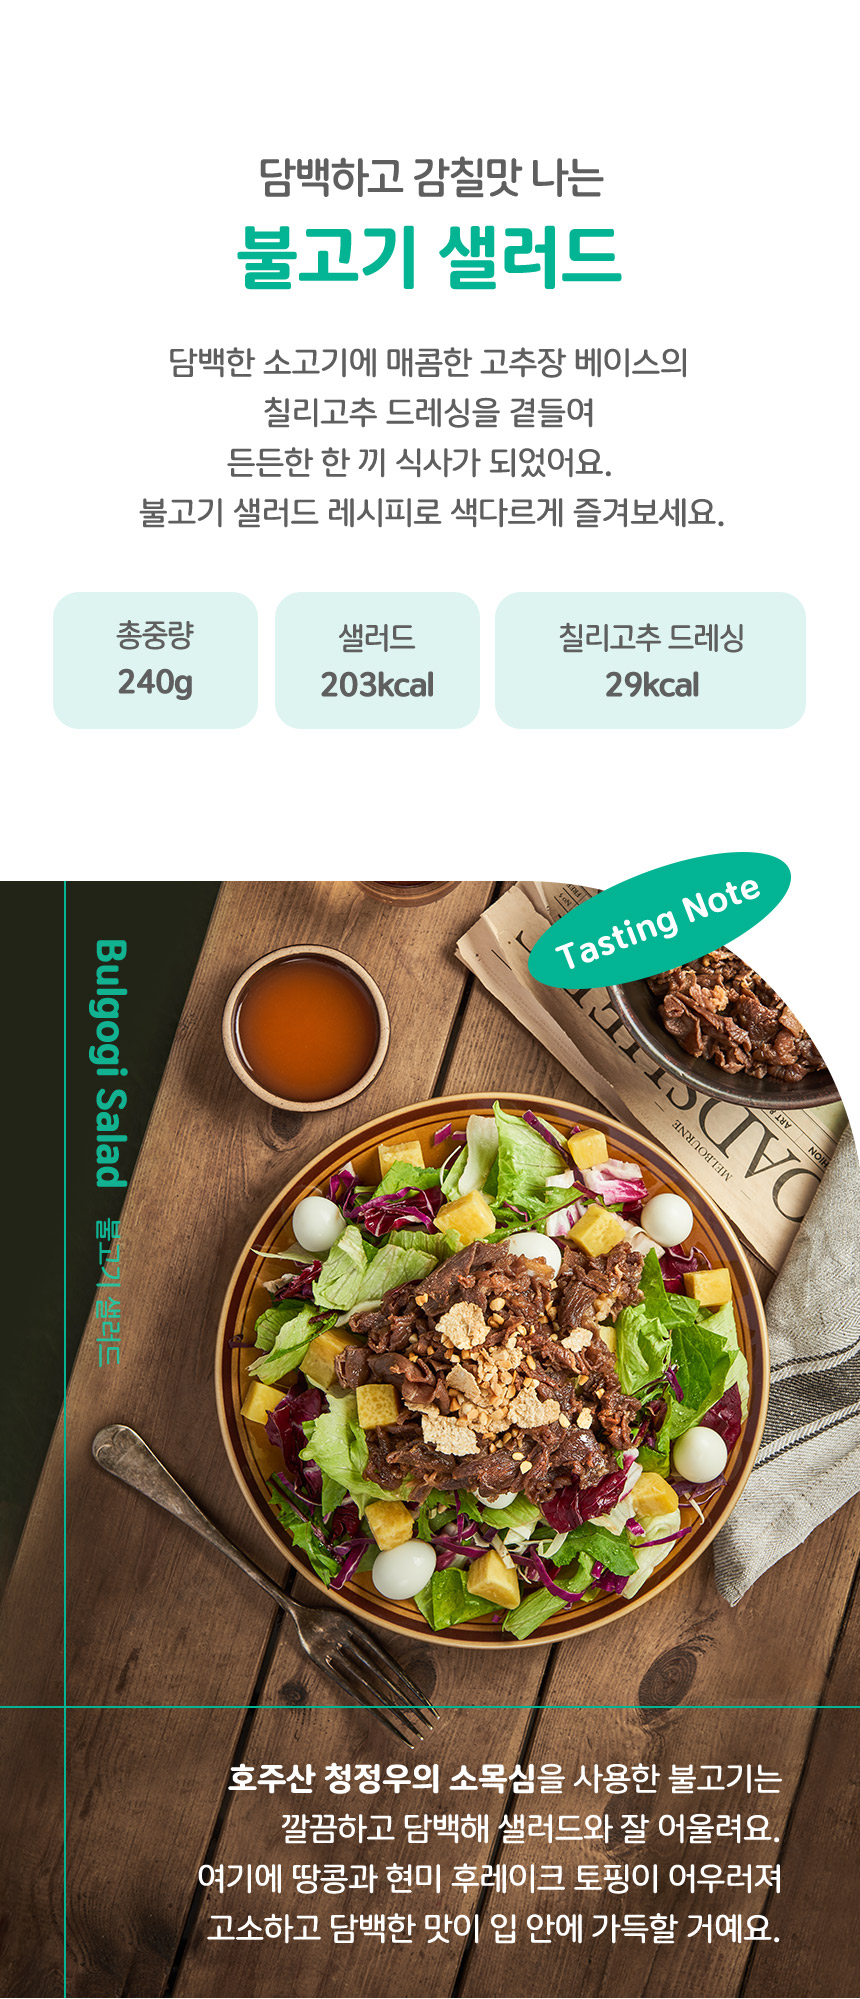 담백하고 감칠맛 나는
불고기 샐러드
담백한 소고기에 매콤한 고추장 베이스의
칠리고추 드레싱을 곁들여
든든한 한 끼 식사가 되었어요.
불고기 샐러드 레시피로 색다르게 즐겨보세요.
총중량
240g
샐러드
203kcal
칠리고추 드레싱
29kcal
Tasting Note
Bulgogi Salad 불고기 샐러드
MELBOURNE
호주산 청정우의 소목심을 사용한 불고기는
깔끔하고 담백해 샐러드와 잘 어울려요.
여기에 땅콩과 현미 후레이크 토핑이 어우러져
고소하고 담백한 맛이 입 안에 가득할 거예요.